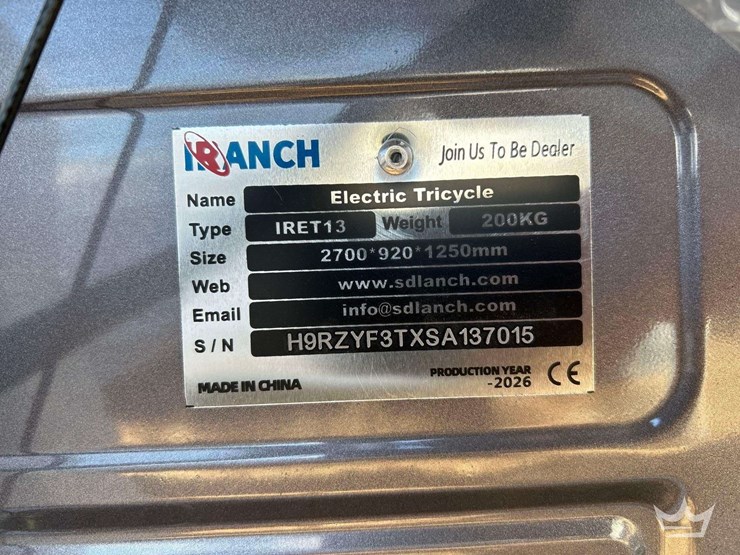 IRANCH Join Us To Be Dealer
Name Electric Tricycle
Type IRET13 Weight 200KG
Size 2700*920*1250mm
Web www.sdlanch.com
Email info@sdlanch.com
S/N H9RZYF3TXSA137015
MADE IN CHINA PRODUCTION YEAR
-2026 CE